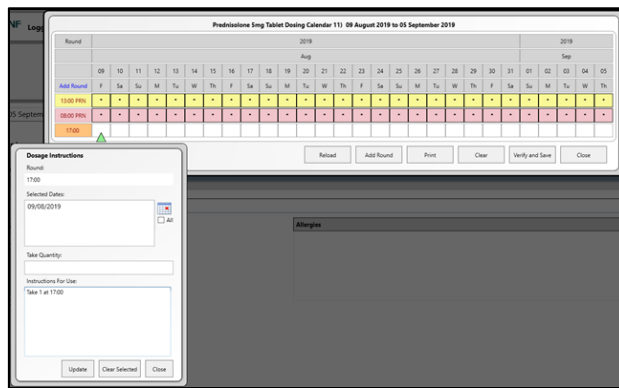 NF Logg
Prednisolone 5mg Tablet Dosing Calendar 11) 09 August 2019 to 05 September 2019
Round 2019 2019
Aug Sep
09 10 11 12 13 14 15 16 17 18 19 20 21 22 23 24 25 26 27 28 29 30 31 01 02 03 04 05
Add Round F Sa Su M Tu W Th F Sa Su M Tu W Th F Sa Su M Tu W Th F Sa Su M Tu W Th
13:00 PRN * * * * * * * * * * * * * * * * * * * * * * * * * * * *
05 Septem
08:00 PRN * * * * * * * * * * * * * * * * * * * * * * * * * * * *
17:00
Reload Add Round Print Clear Verify and Save Close
Dosage Instructions
Round:
17:00
Selected Dates:
09/08/2019
All
Take Quantity:
Instructions For Use:
Take 1 at 17:00
Update Clear Selected Close
Allergies